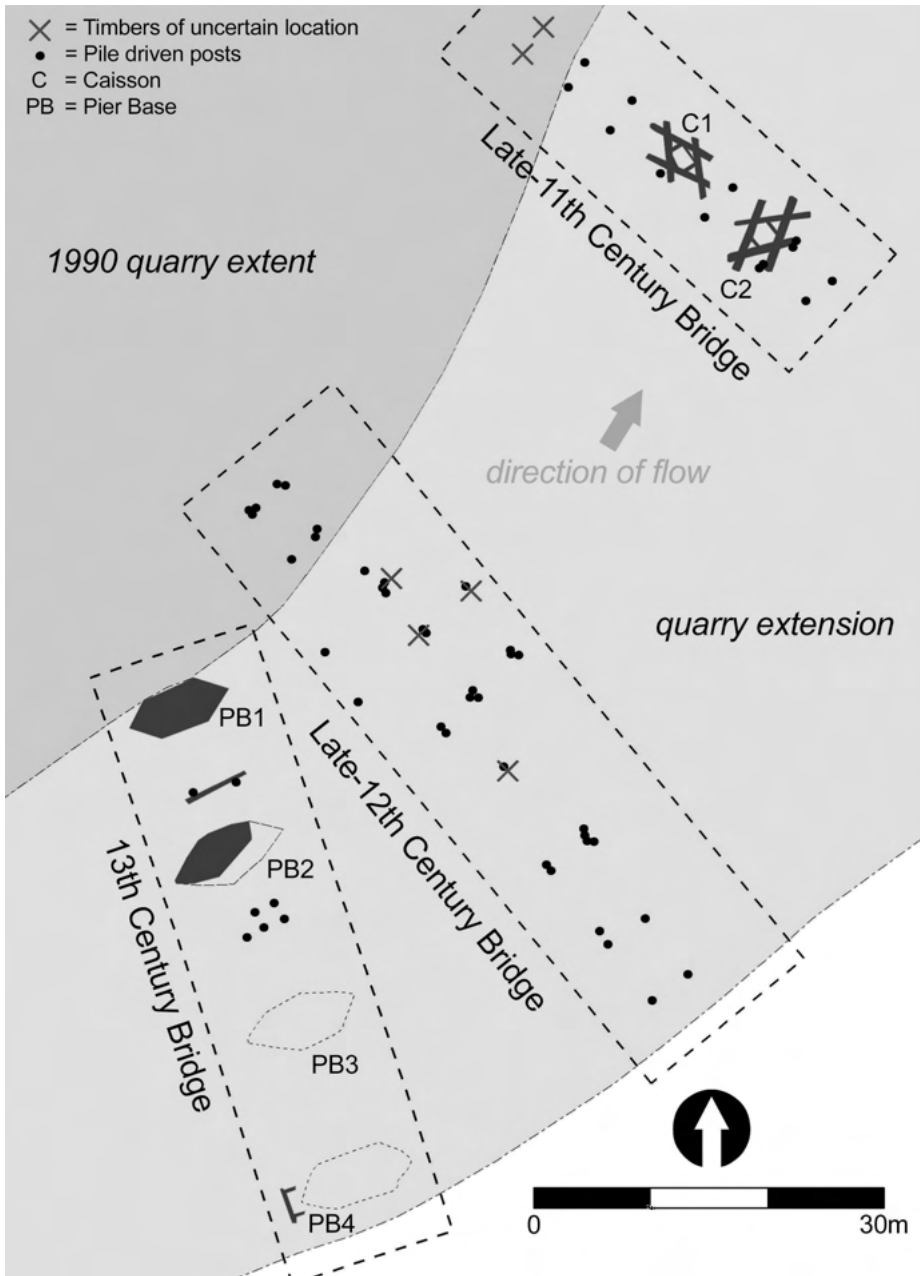 = Timbers of uncertain location
= Pile driven posts
C = Caisson
PB = Pier Base
C1
Late-11th Century Bridge
1990 quarry extent
C2
direction of flow
quarry extension
PB1
Late-12th Century Bridge
PB2
13th Century Bridge
PB3
PB4
0 30m